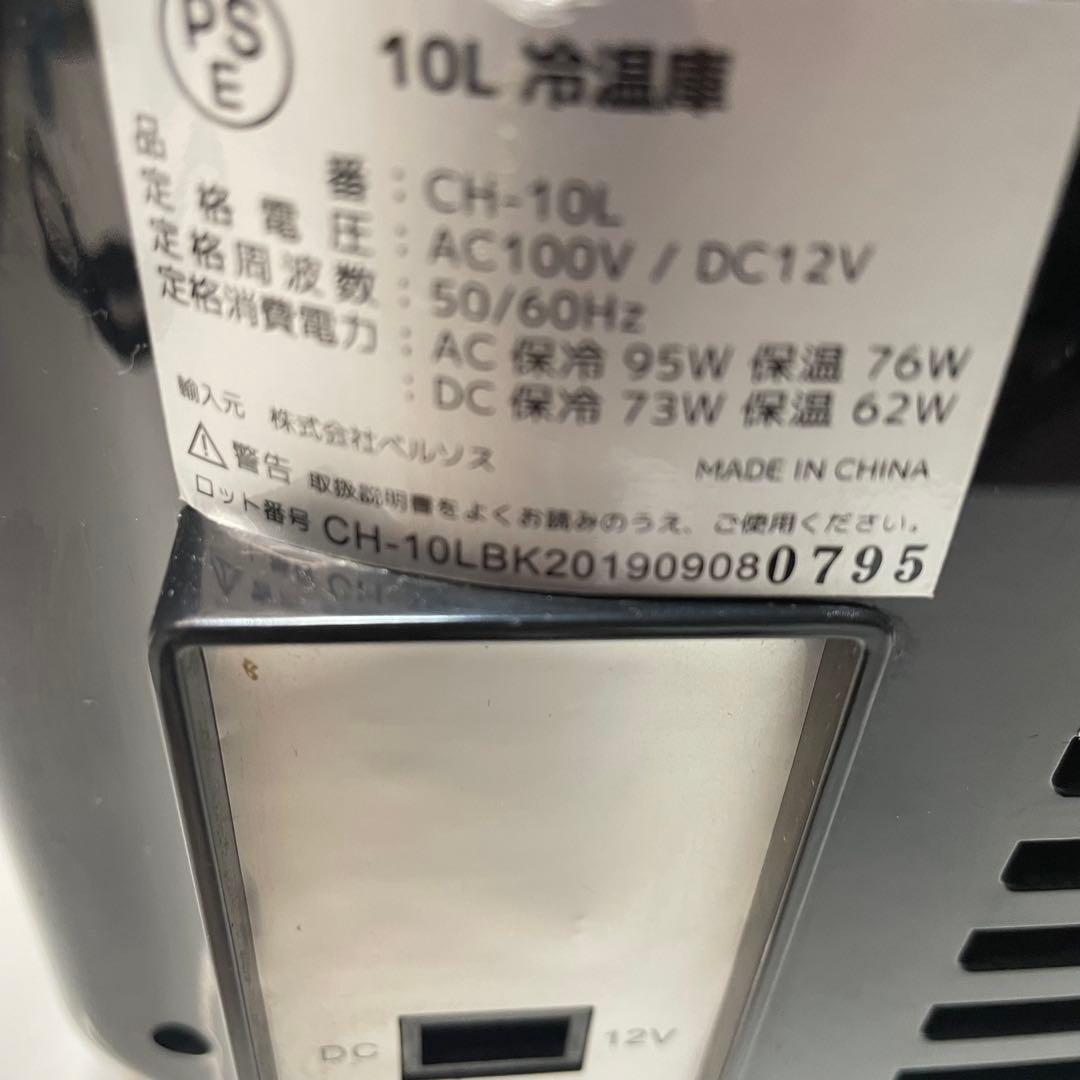 PS
E
10L 冷温庫
品番：CH-10L
定格電圧：AC100V / DC12V
定格周波数：50/60Hz
定格消費電力：AC 保冷 95W 保温 76W
：DC 保冷 73W 保温 62W
輸入元 株式会社ベルソス
MADE IN CHINA
警告 取扱説明書をよくお読みのうえ、ご使用ください。
ロット番号 CH-10LBK201909080795
DC 12V